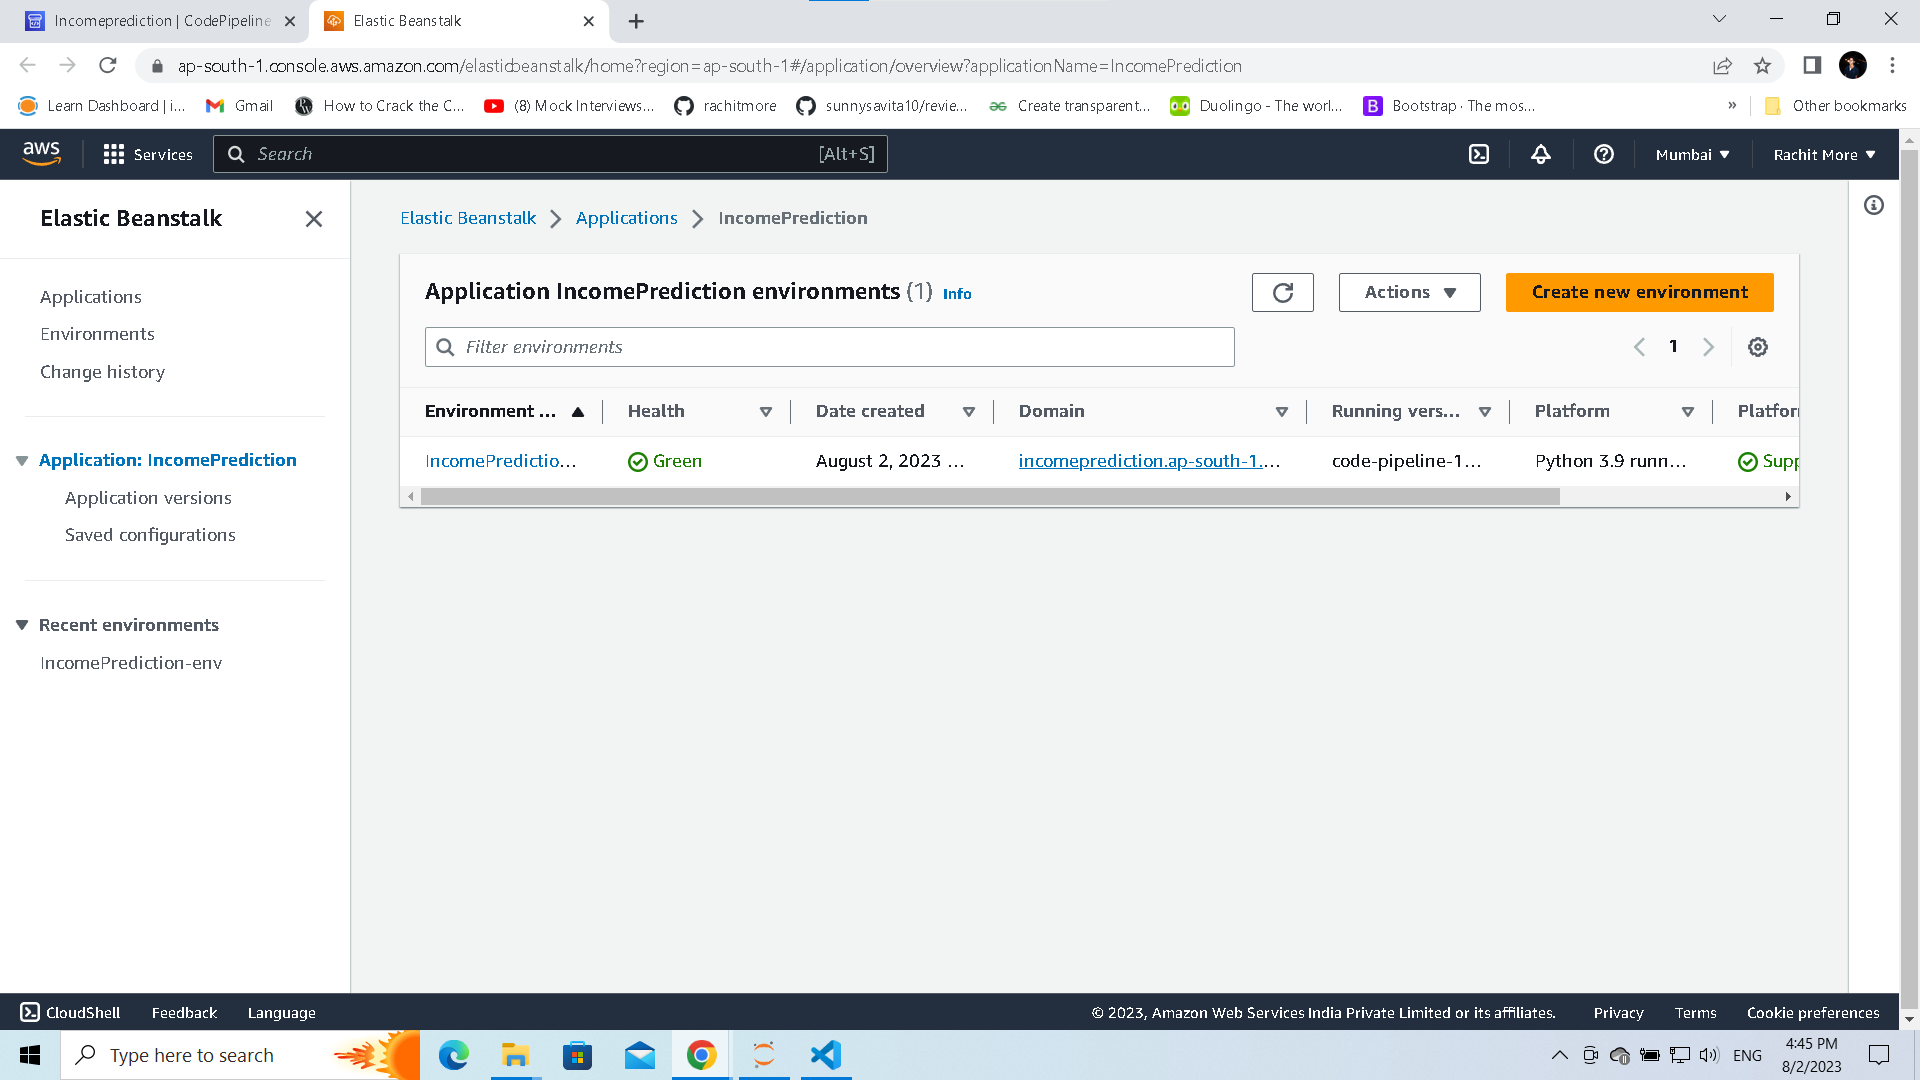 Incomeprediction | CodePipeline
Elastic Beanstalk
ap-south-1.console.aws.amazon.com/elasticbeanstalk/home?region=ap-south-1#/application/overview?applicationName=IncomePrediction
Learn Dashboard | i...
Gmail
How to Crack the C...
(8) Mock Interviews...
rachitmore
sunnysavita10/revie...
Create transparent...
Duolingo - The worl...
Bootstrap · The mos...
»
Other bookmarks
aws
Services
Search
[Alt+S]
Mumbai
Rachit More
Elastic Beanstalk
Applications
Environments
Change history
Application: IncomePrediction
Application versions
Saved configurations
Recent environments
IncomePrediction-env
Elastic Beanstalk
Applications
IncomePrediction
Application IncomePrediction environments (1) Info
Actions
Create new environment
Filter environments
1
Environment ...
Health
Date created
Domain
Running vers...
Platform
Platfor
IncomePredictio...
Green
August 2, 2023 ...
incomeprediction.ap-south-1....
code-pipeline-1...
Python 3.9 runn...
Supp
CloudShell
Feedback
Language
© 2023, Amazon Web Services India Private Limited or its affiliates.
Privacy
Terms
Cookie preferences
Type here to search
ENG
4:45 PM
8/2/2023